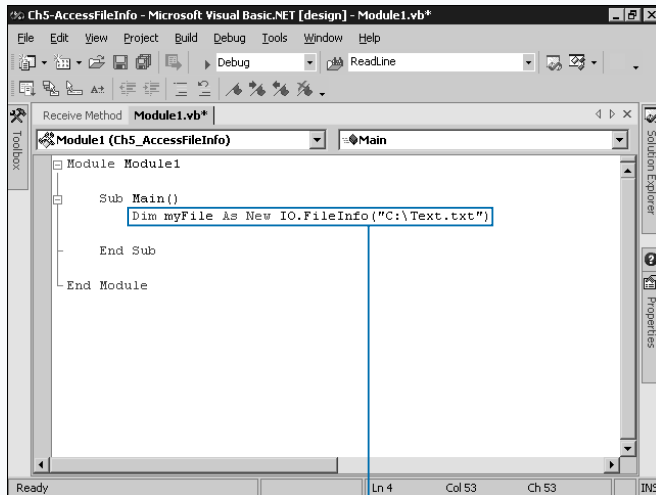 Ch5-AccessFileInfo - Microsoft Visual Basic.NET [design] - Module1.vb*
File Edit View Project Build Debug Tools Window Help
Debug ReadLine
Receive Method Module1.vb*
Module1 (Ch5_AccessFileInfo) Main
Module Module1
Sub Main()
Dim myFile As New IO.FileInfo("C:\Text.txt")
End Sub
End Module
Toolbox
Solution Explorer
Properties
Ready Ln 4 Col 53 Ch 53 INS